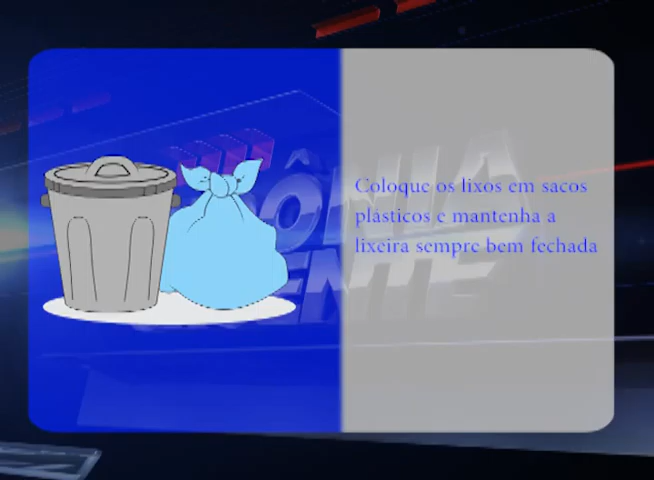 Coloque os lixos em sacos
plásticos e mantenha a
lixeira sempre bem fechada